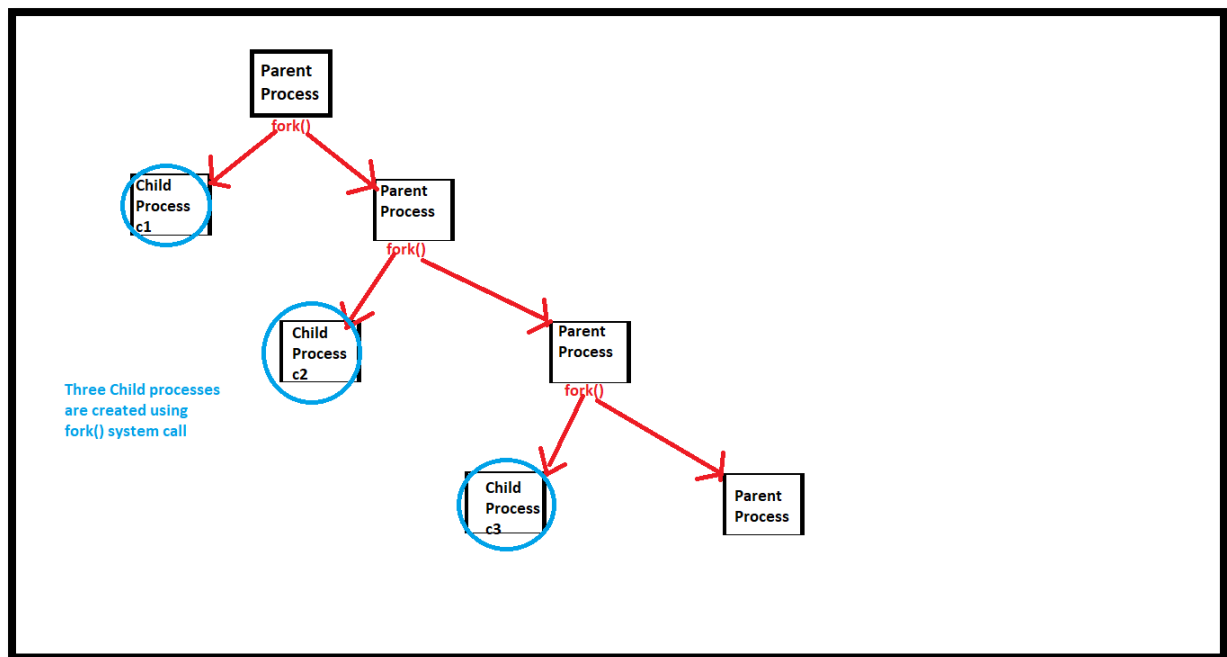 Parent
Process
fork()
Child
Process
c1
Parent
Process
fork()
Child
Process
c2
Parent
Process
fork()
Three Child processes
are created using
fork() system call
Child
Process
c3
Parent
Process